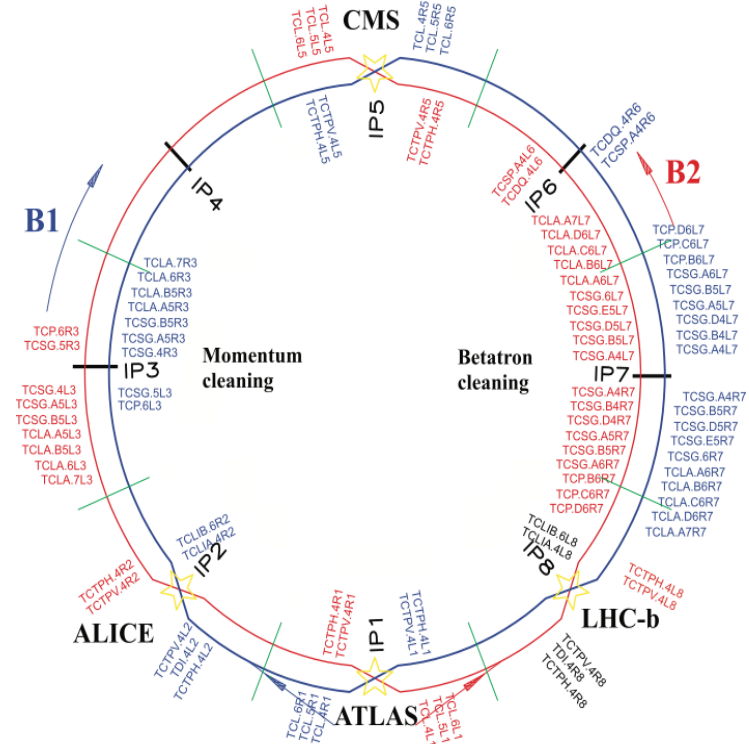 CMS
TCL.4L5
TCL.5L5
TCL.6L5
TCL.4R5
TCL.5R5
TCL.6R5
IP5
TCTPV.4L5
TCTPH.4L5
TCTPV.4R5
TCTPH.4R5
TCDQ.4R6
TCSP.A4R6
TCSP.A4L6
TCDQ.4L6
IP6
B2
IP4
B1
TCLA.7R3
TCLA.6R3
TCLA.B5R3
TCLA.A5R3
TCSG.B5R3
TCSG.A5R3
TCSG.4R3
TCP.6R3
TCSG.5R3
IP3
TCSG.5L3
TCP.6L3
TCSG.4L3
TCSG.A5L3
TCSG.B5L3
TCLA.A5L3
TCLA.B5L3
TCLA.6L3
TCLA.7L3
Momentum
cleaning
Betatron
cleaning
TCLA.A7L7
TCLA.D6L7
TCLA.C6L7
TCLA.B6L7
TCLA.A6L7
TCSG.6L7
TCSG.E5L7
TCSG.D5L7
TCSG.B5L7
TCSG.A4L7
TCP.D6L7
TCP.C6L7
TCP.B6L7
TCSG.A6L7
TCSG.B5L7
TCSG.A5L7
TCSG.D4L7
TCSG.B4L7
TCSG.A4L7
IP7
TCSG.A4R7
TCSG.B4R7
TCSG.D4R7
TCSG.A5R7
TCSG.B5R7
TCSG.A6R7
TCP.B6R7
TCP.C6R7
TCP.D6R7
TCSG.A4R7
TCSG.B5R7
TCSG.D5R7
TCSG.E5R7
TCSG.6R7
TCLA.A6R7
TCLA.B6R7
TCLA.C6R7
TCLA.D6R7
TCLA.A7R7
TCLIB.6R2
TCLIA.4R2
IP2
TCTPH.4R2
TCTPV.4R2
ALICE
TCTPV.4L2
TDI.4L2
TCTPH.4L2
TCLIB.6L8
TCLIA.4L8
IP8
TCTPH.4L8
TCTPV.4L8
LHC-b
TCTPV.4R8
TDI.4R8
TCTPH.4R8
TCTPH.4R1
TCTPV.4R1
IP1
TCTPH.4L1
TCTPV.4L1
TCL.6R1
TCL.5R1
TCL.4R1
ATLAS
TCL.6L1
TCL.5L1
TCL.4L1